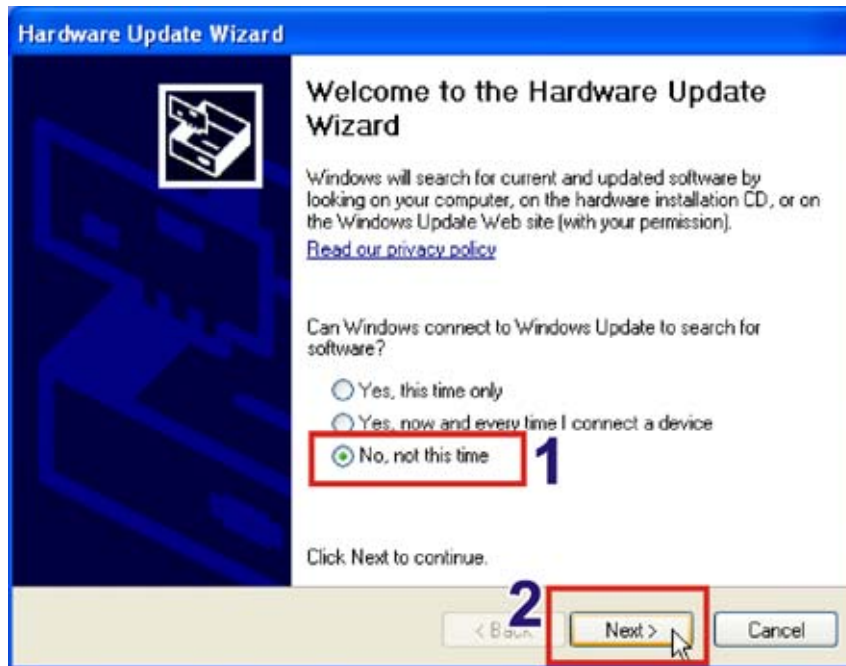 Hardware Update Wizard
Welcome to the Hardware Update
Wizard
Windows will search for current and updated software by
looking on your computer, on the hardware installation CD, or on
the Windows Update Web site (with your permission).
Read our privacy policy
Can Windows connect to Windows Update to search for
software?
Yes, this time only
Yes, now and every time I connect a device
No, not this time
1
Click Next to continue.
2
< Back
Next >
Cancel